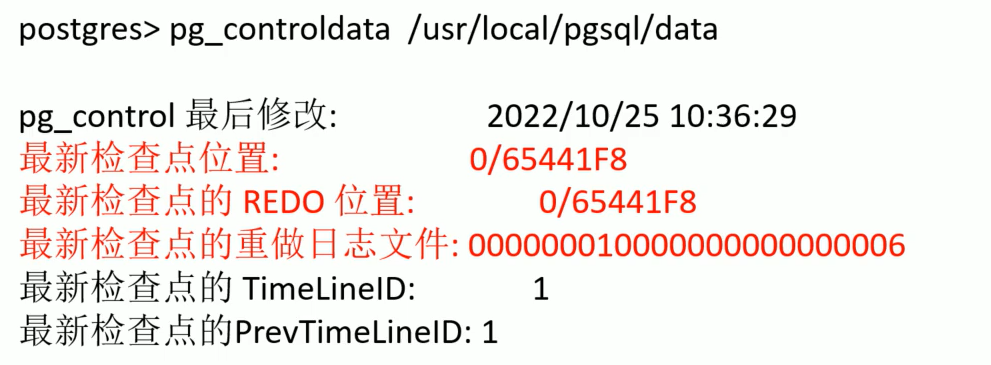 postgres> pg_controldata /usr/local/pgsql/data
pg_control 最后修改: 2022/10/25 10:36:29
最新检查点位置: 0/65441F8
最新检查点的 REDO 位置: 0/65441F8
最新检查点的重做日志文件: 000000010000000000000006
最新检查点的 TimeLineID: 1
最新检查点的PrevTimeLineID: 1